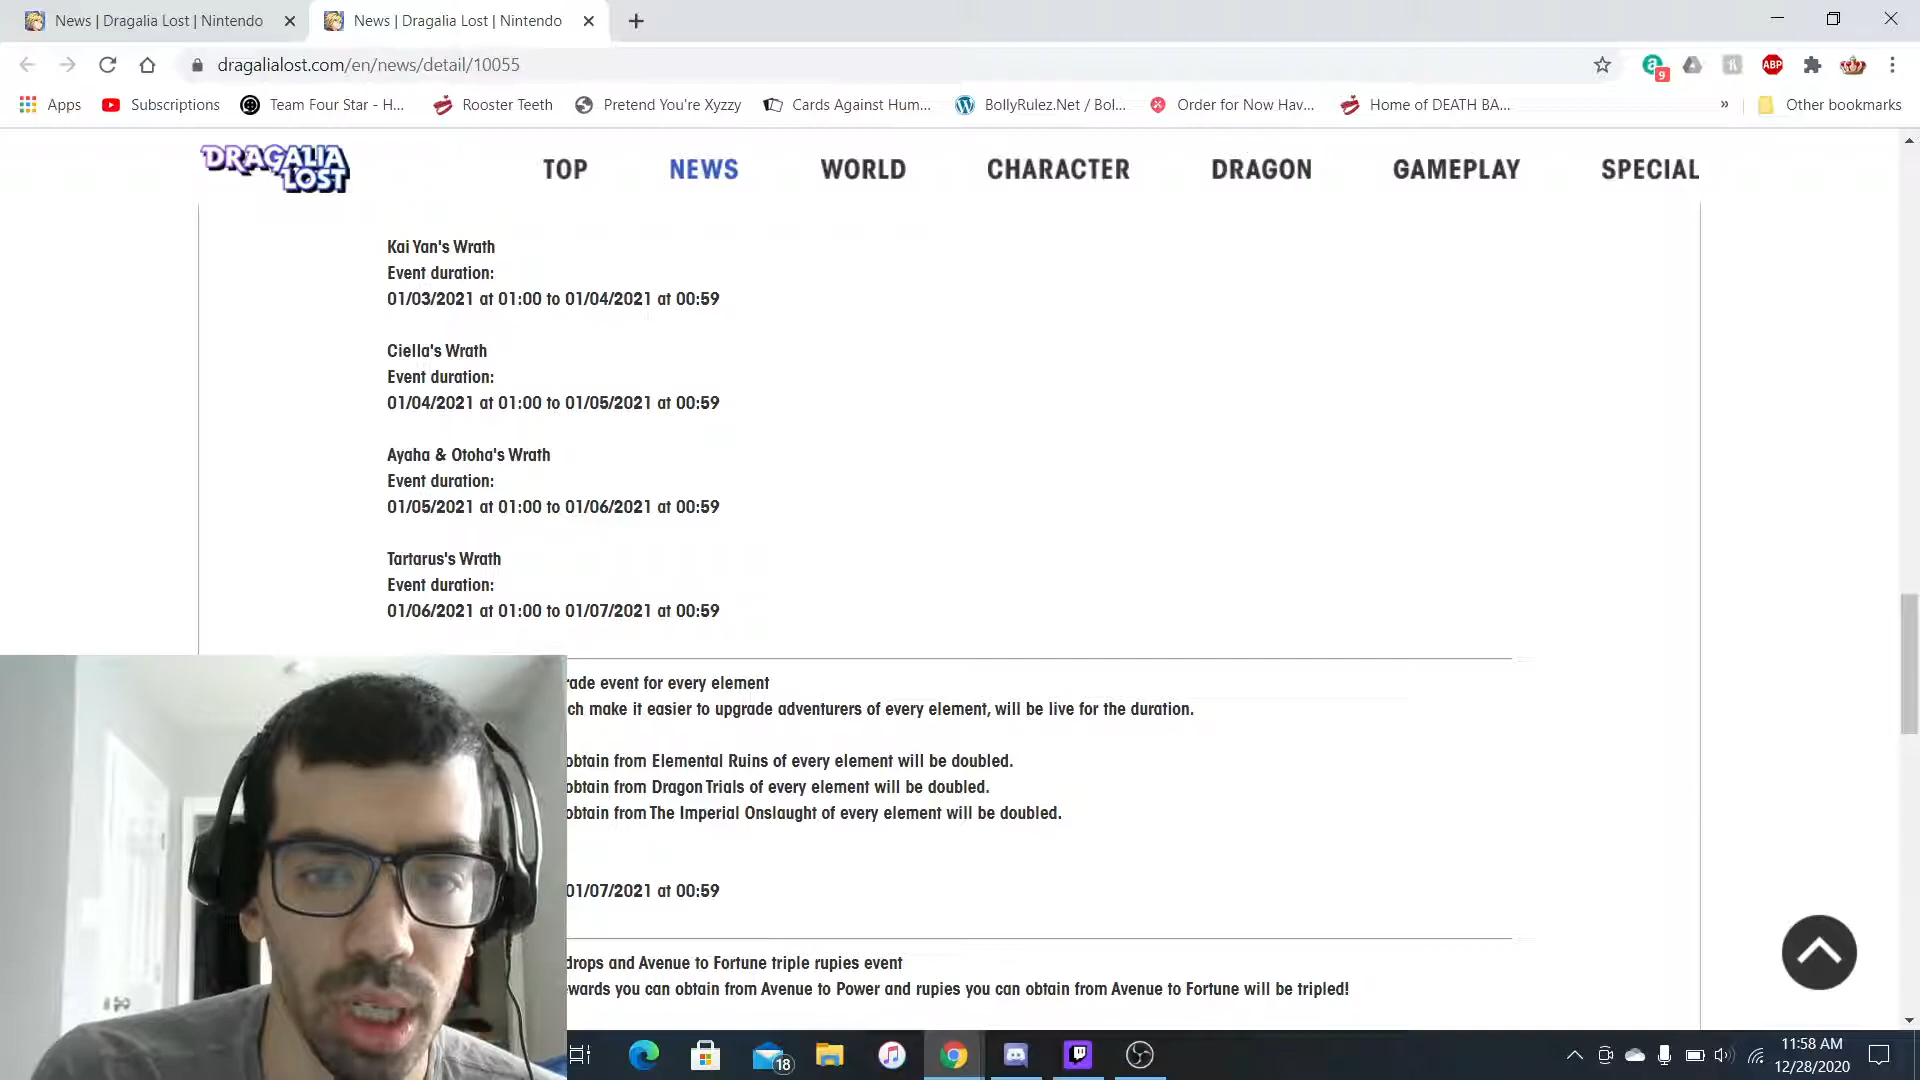 News | Dragalia Lost | Nintendo
News | Dragalia Lost | Nintendo
dragalialost.com/en/news/detail/10055
9
ABP
Apps
Subscriptions
Team Four Star - H...
Rooster Teeth
Pretend You're Xyzzy
Cards Against Hum...
BollyRulez.Net / Bol...
Order for Now Hav...
Home of DEATH BA...
»
Other bookmarks
DRAGALIA LOST
TOP
NEWS
WORLD
CHARACTER
DRAGON
GAMEPLAY
SPECIAL
Kai Yan's Wrath
Event duration:
01/03/2021 at 01:00 to 01/04/2021 at 00:59
Ciella's Wrath
Event duration:
01/04/2021 at 01:00 to 01/05/2021 at 00:59
Ayaha & Otoha's Wrath
Event duration:
01/05/2021 at 01:00 to 01/06/2021 at 00:59
Tartarus's Wrath
Event duration:
01/06/2021 at 01:00 to 01/07/2021 at 00:59
rade event for every element
ch make it easier to upgrade adventurers of every element, will be live for the duration.
obtain from Elemental Ruins of every element will be doubled.
obtain from Dragon Trials of every element will be doubled.
obtain from The Imperial Onslaught of every element will be doubled.
01/07/2021 at 00:59
drops and Avenue to Fortune triple rupies event
ewards you can obtain from Avenue to Power and rupies you can obtain from Avenue to Fortune will be tripled!
18
11:58 AM
12/28/2020